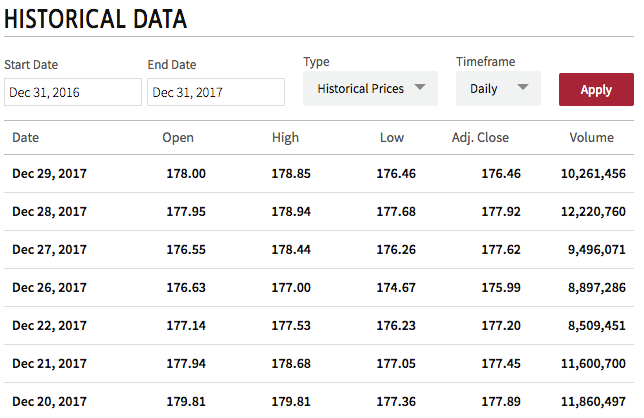 HISTORICAL DATA
Start Date End Date Type Timeframe
Dec 31, 2016 Dec 31, 2017 Historical Prices Daily Apply
Date Open High Low Adj. Close Volume
Dec 29, 2017 178.00 178.85 176.46 176.46 10,261,456
Dec 28, 2017 177.95 178.94 177.68 177.92 12,220,760
Dec 27, 2017 176.55 178.44 176.26 177.62 9,496,071
Dec 26, 2017 176.63 177.00 174.67 175.99 8,897,286
Dec 22, 2017 177.14 177.53 176.23 177.20 8,509,451
Dec 21, 2017 177.94 178.68 177.05 177.45 11,600,700
Dec 20, 2017 179.81 179.81 177.36 177.89 11,860,497